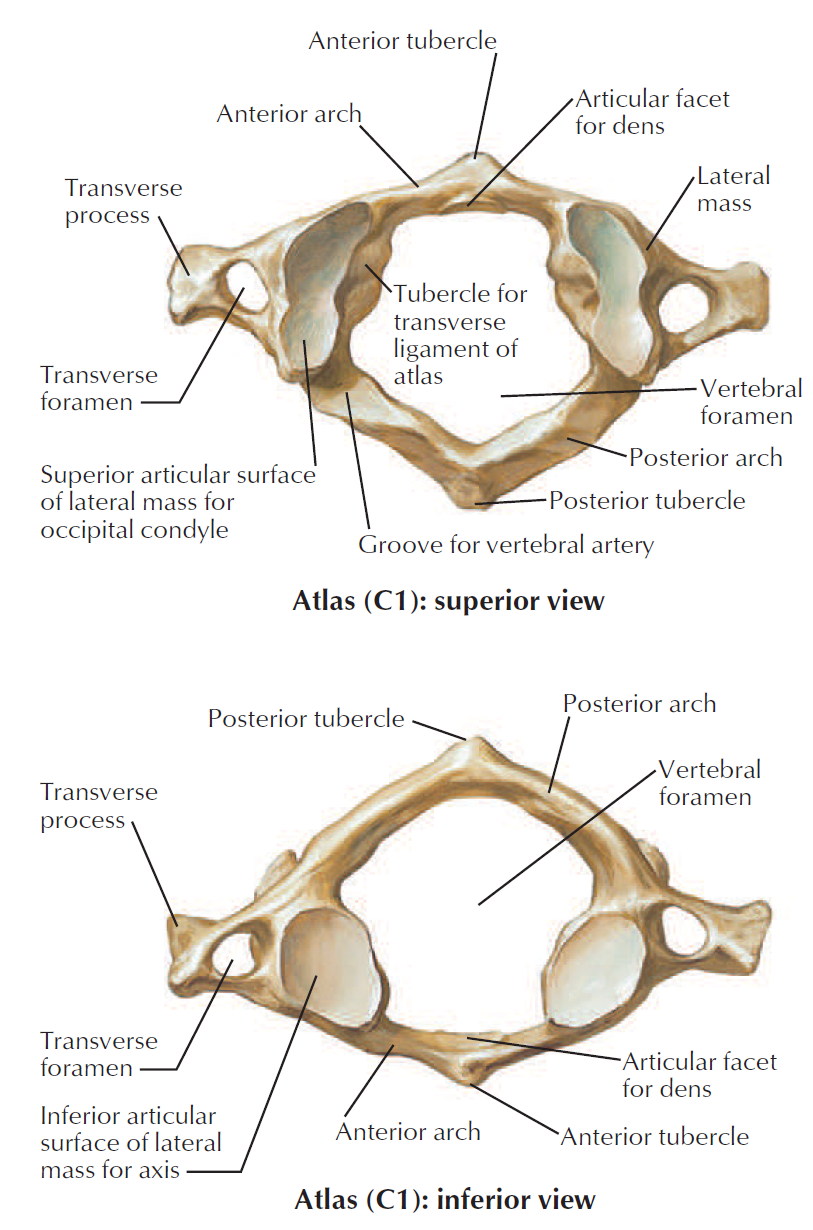 Anterior tubercle
Articular facet
for dens
Anterior arch
Lateral
mass
Transverse
process
Tubercle for
transverse
ligament of
atlas
Transverse
foramen
Vertebral
foramen
Posterior arch
Superior articular surface
of lateral mass for
occipital condyle
Posterior tubercle
Groove for vertebral artery
Atlas (C1): superior view
Posterior arch
Posterior tubercle
Vertebral
foramen
Transverse
process
Transverse
foramen
Articular facet
for dens
Inferior articular
surface of lateral
mass for axis
Anterior arch
Anterior tubercle
Atlas (C1): inferior view